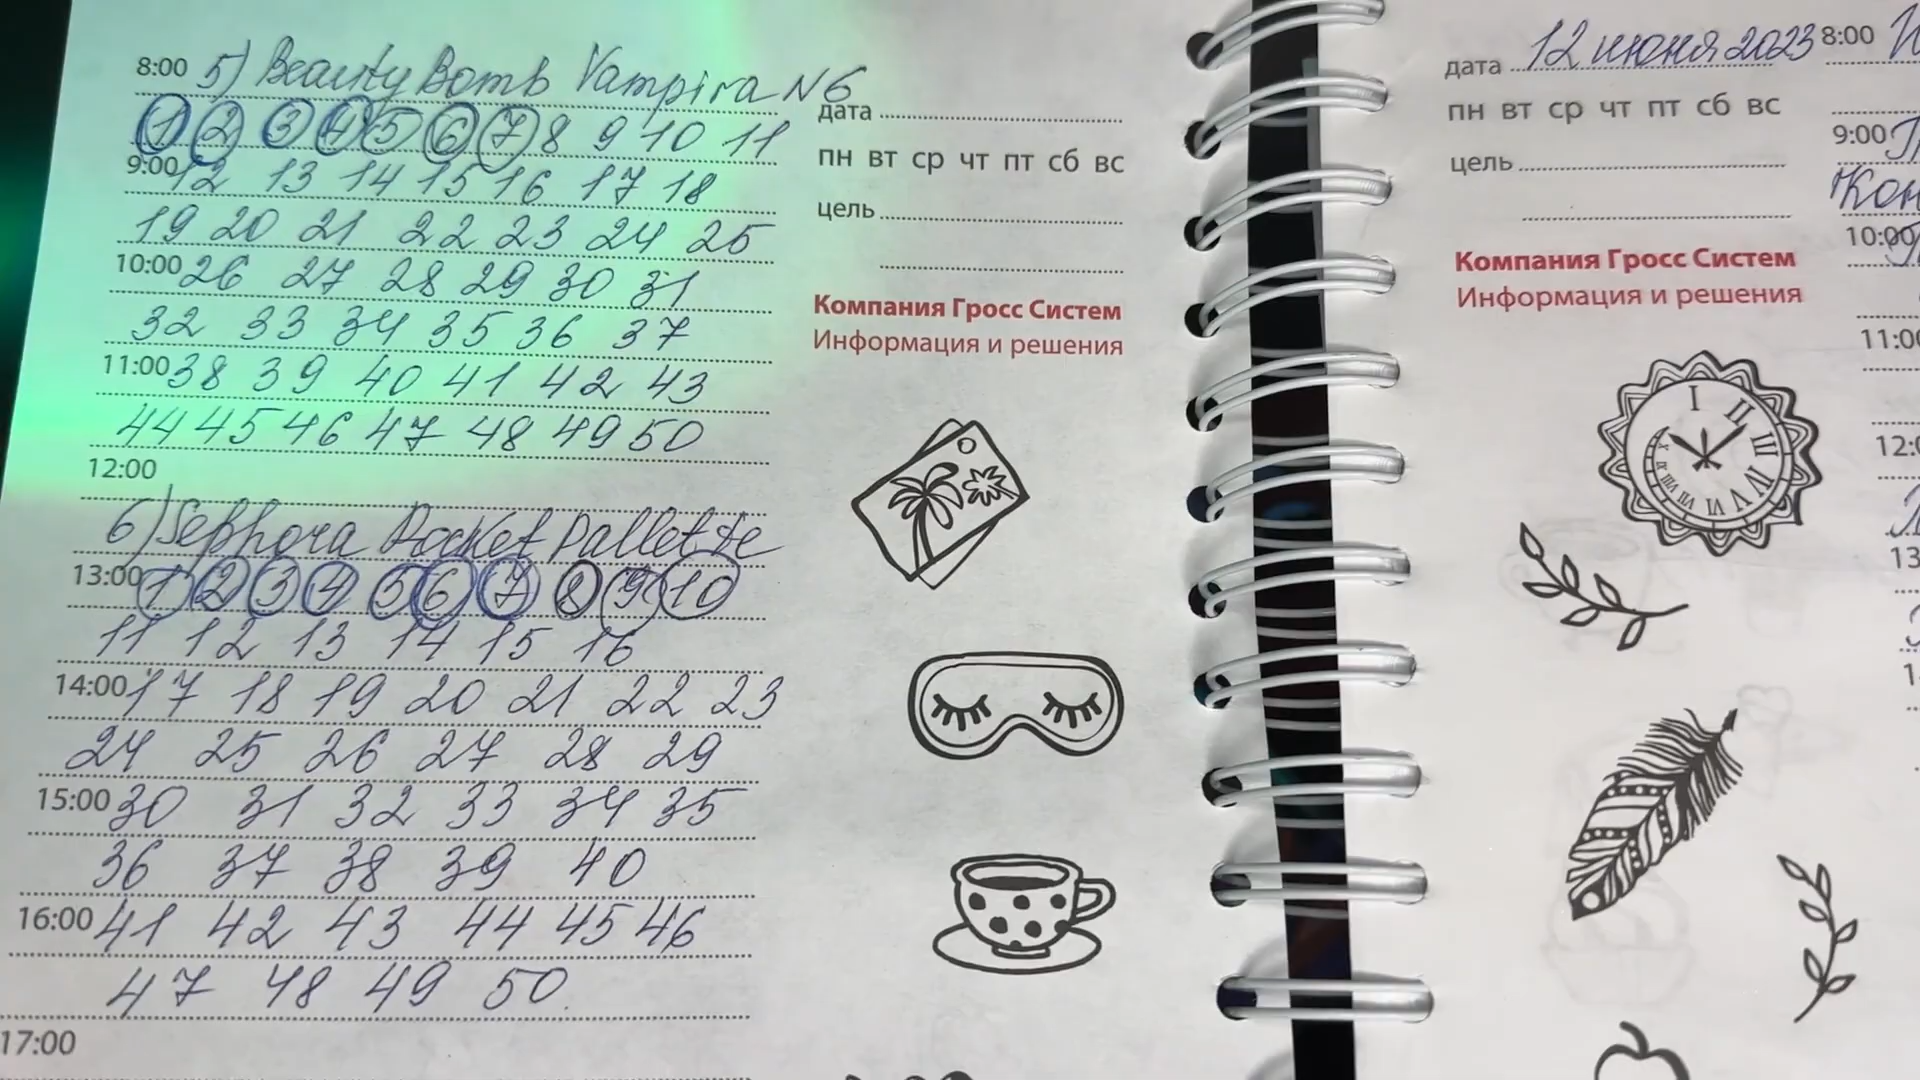 8:00 5) Beauty Bomb Vampira N6
1 2 3 4 5 6 7 8 9 10 11
9:00 12 13 14 15 16 17 18
19 20 21 22 23 24 25
10:00 26 27 28 29 30 31
32 33 34 35 36 37
11:00 38 39 40 41 42 43
44 45 46 47 48 49 50
12:00
6) Sephora Pocket Pallette
13:00 1 2 3 4 5 6 7 8 9 10
11 12 13 14 15 16
14:00 17 18 19 20 21 22 23
24 25 26 27 28 29
15:00 30 31 32 33 34 35
36 37 38 39 40
16:00 41 42 43 44 45 46
47 48 49 50.
17:00
дата
пн вт ср чт пт сб вс
цель
Компания Гросс Систем
Информация и решения
дата 12 июня 2023
пн вт ср чт пт сб вс
цель
Компания Гросс Систем
Информация и решения
I II III IV V VI VII VIII IX X
8:00
9:00
10:00
11:00